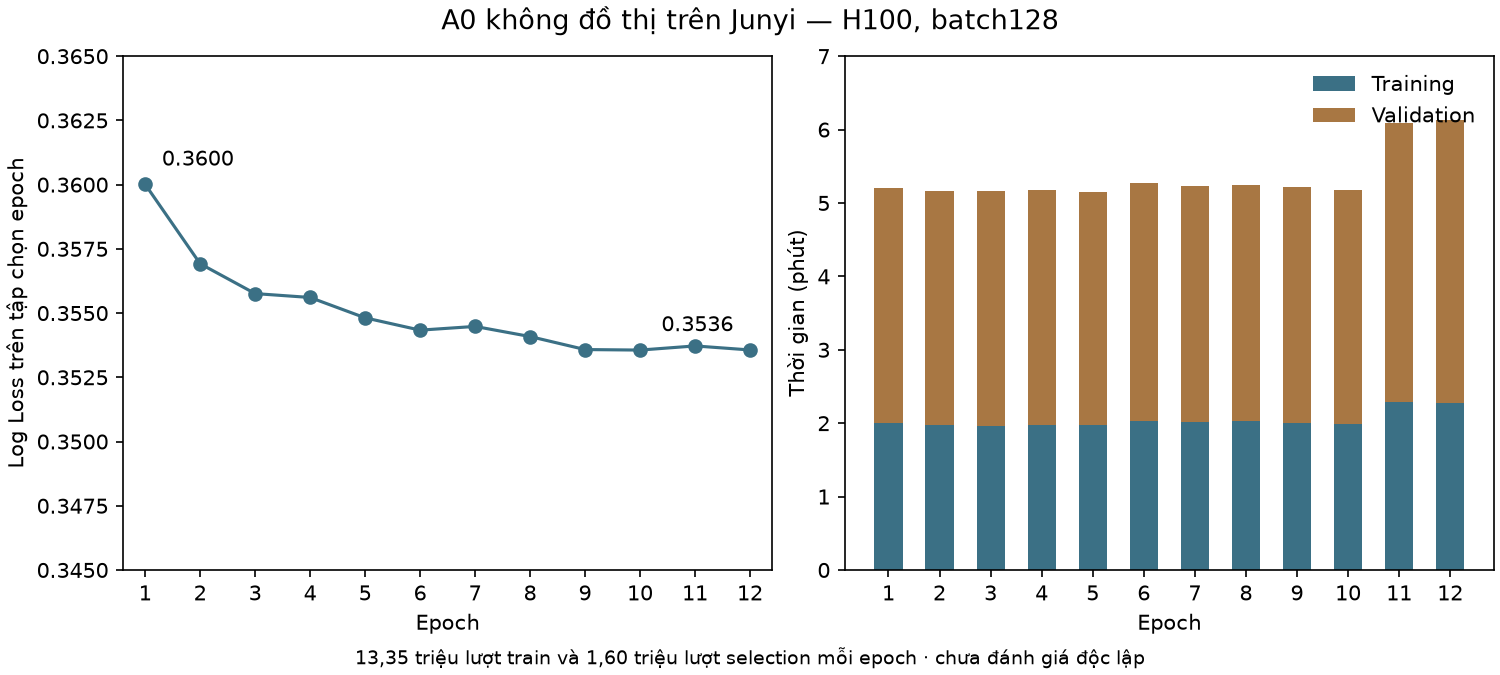 A0 không đồ thị trên Junyi — H100, batch128
Log Loss trên tập chọn epoch
0.3650
0.3625
0.3600
0.3575
0.3550
0.3525
0.3500
0.3475
0.3450
0.3600
0.3536
1 2 3 4 5 6 7 8 9 10 11 12
Epoch
Thời gian (phút)
7
6
5
4
3
2
1
0
Training
Validation
1 2 3 4 5 6 7 8 9 10 11 12
Epoch
13,35 triệu lượt train và 1,60 triệu lượt selection mỗi epoch · chưa đánh giá độc lập